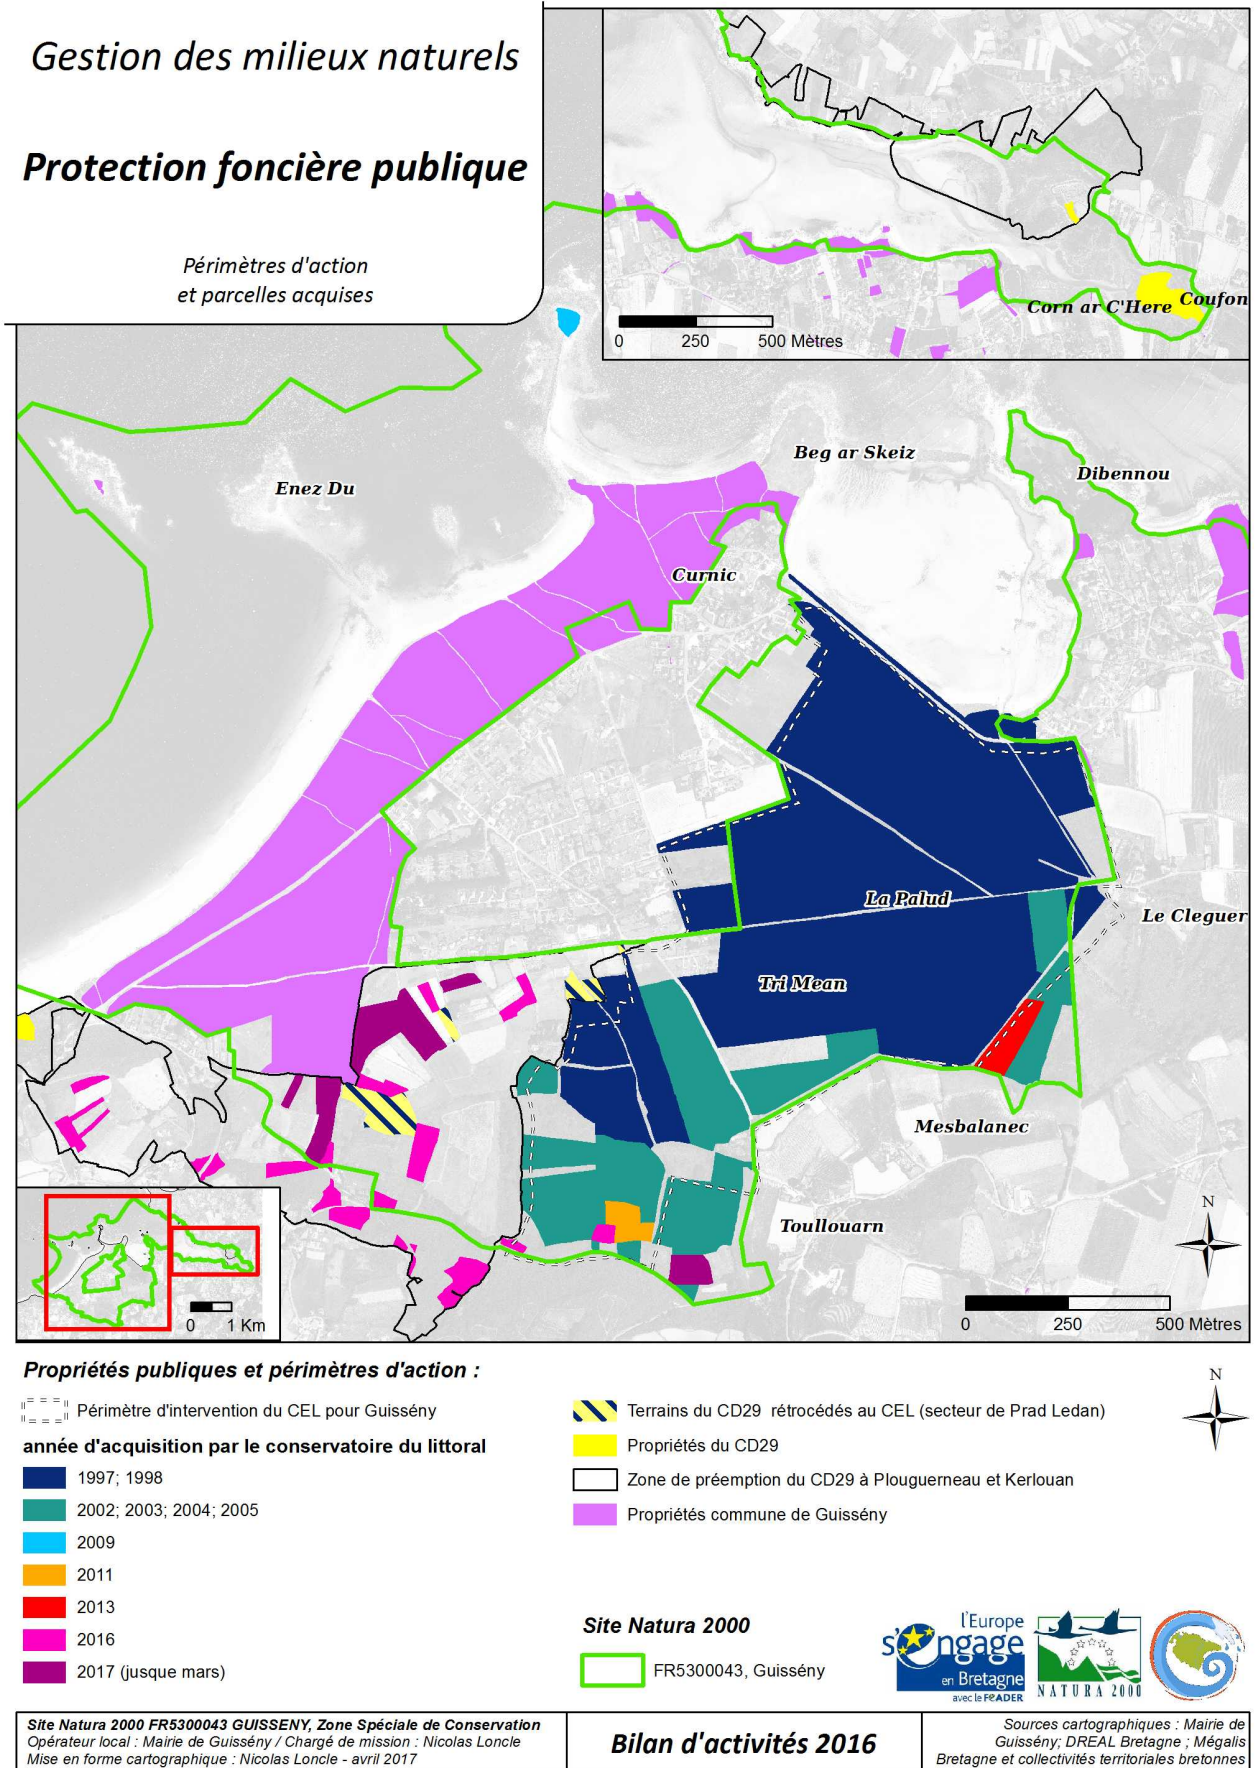 Gestion des milieux naturels
Protection foncière publique
Périmètres d'action
et parcelles acquises
Corn ar C'Here
Coufon
0 250 500 Mètres
Beg ar Skeiz
Dibennou
Enez Du
Curnic
La Palud
Le Cleguer
Tri Mean
Mesbalanec
Toullouarn
N
0 1 Km
0 250 500 Mètres
Propriétés publiques et périmètres d'action :
Périmètre d'intervention du CEL pour Guissény
année d'acquisition par le conservatoire du littoral
1997; 1998
2002; 2003; 2004; 2005
2009
2011
2013
2016
2017 (jusque mars)
Terrains du CD29 rétrocédés au CEL (secteur de Prad Ledan)
Propriétés du CD29
Zone de préemption du CD29 à Plouguerneau et Kerlouan
Propriétés commune de Guissény
N
Site Natura 2000
FR5300043, Guissény
l'Europe
s'engage
en Bretagne
avec le FEADER
NATURA 2000
Site Natura 2000 FR5300043 GUISSENY, Zone Spéciale de Conservation
Opérateur local : Mairie de Guissény / Chargé de mission : Nicolas Loncle
Mise en forme cartographique : Nicolas Loncle - avril 2017
Bilan d'activités 2016
Sources cartographiques : Mairie de
Guissény; DREAL Bretagne ; Mégalis
Bretagne et collectivités territoriales bretonnes